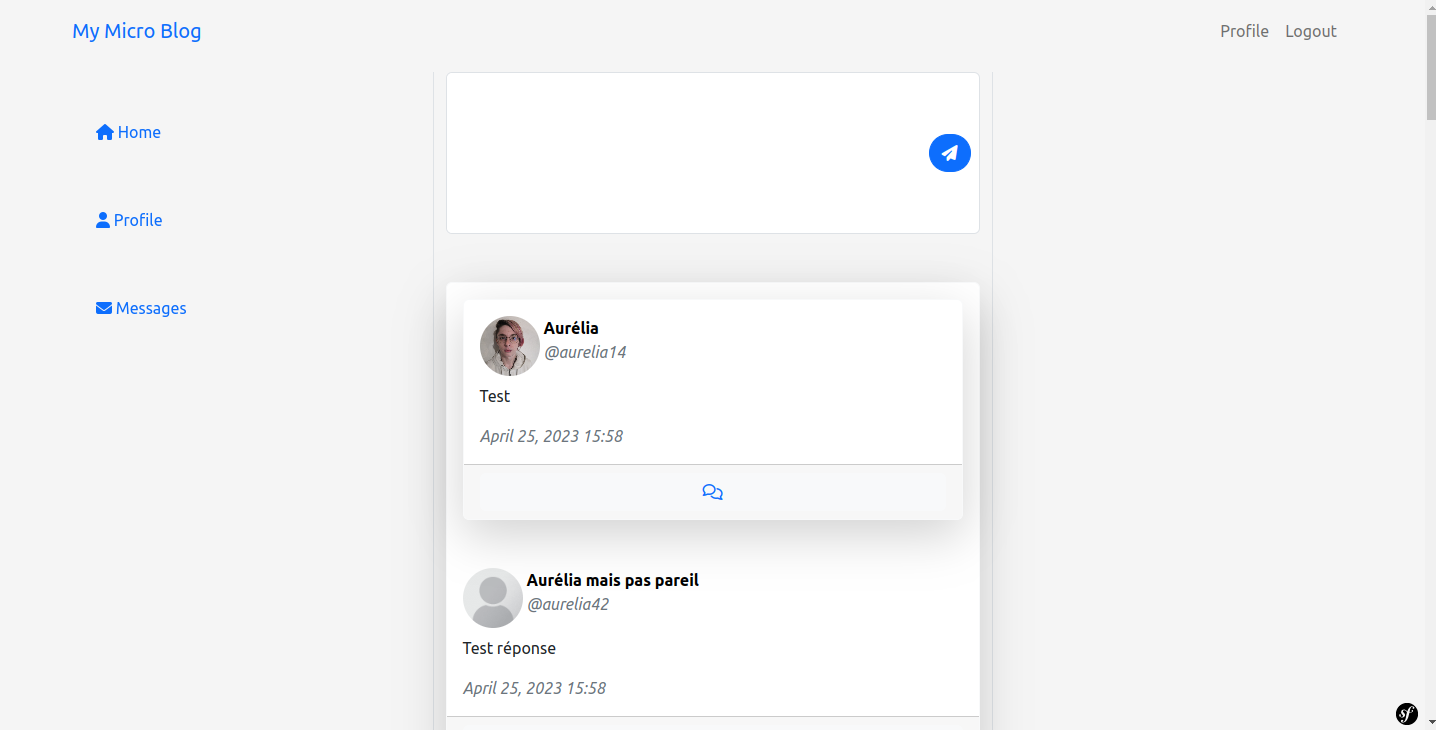 My Micro Blog
Profile Logout
Home
Profile
Messages
Aurélia
@aurelia14
Test
April 25, 2023 15:58
Aurélia mais pas pareil
@aurelia42
Test réponse
April 25, 2023 15:58
sf